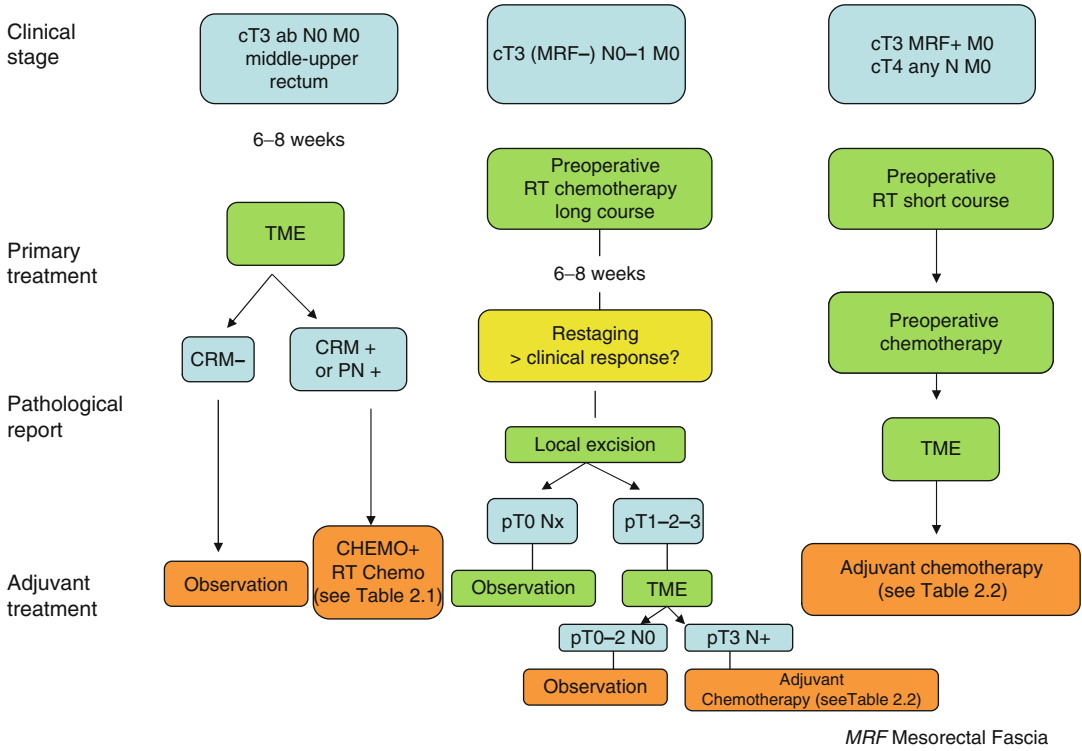 Clinical
stage
cT3 ab N0 M0
middle-upper
rectum
cT3 (MRF–) N0–1 M0
cT3 MRF+ M0
cT4 any N M0
6–8 weeks
Primary
treatment
TME
Preoperative
RT chemotherapy
long course
Preoperative
RT short course
6–8 weeks
CRM–
CRM +
or PN +
Restaging
> clinical response?
Preoperative
chemotherapy
Pathological
report
Local excision
TME
pT0 Nx
pT1–2–3
Adjuvant
treatment
Observation
CHEMO+
RT Chemo
(see Table 2.1)
Observation
TME
Adjuvant chemotherapy
(see Table 2.2)
pT0–2 N0
pT3 N+
Observation
Adjuvant
Chemotherapy (seeTable 2.2)
MRF Mesorectal Fascia